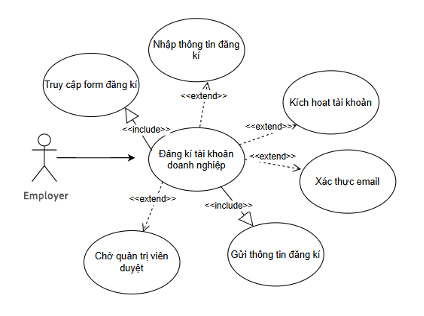 Nhập thông tin đăng
kí
Truy cập form đăng kí
<<extend>>
Kích hoạt tài khoản
<<include>>
<<extend>>
Đăng kí tài khoản
doanh nghiệp
<<extend>>
Employer
Xác thực email
<<extend>>
<<include>>
Chờ quản trị viên
duyệt
Gửi thông tin đăng kí